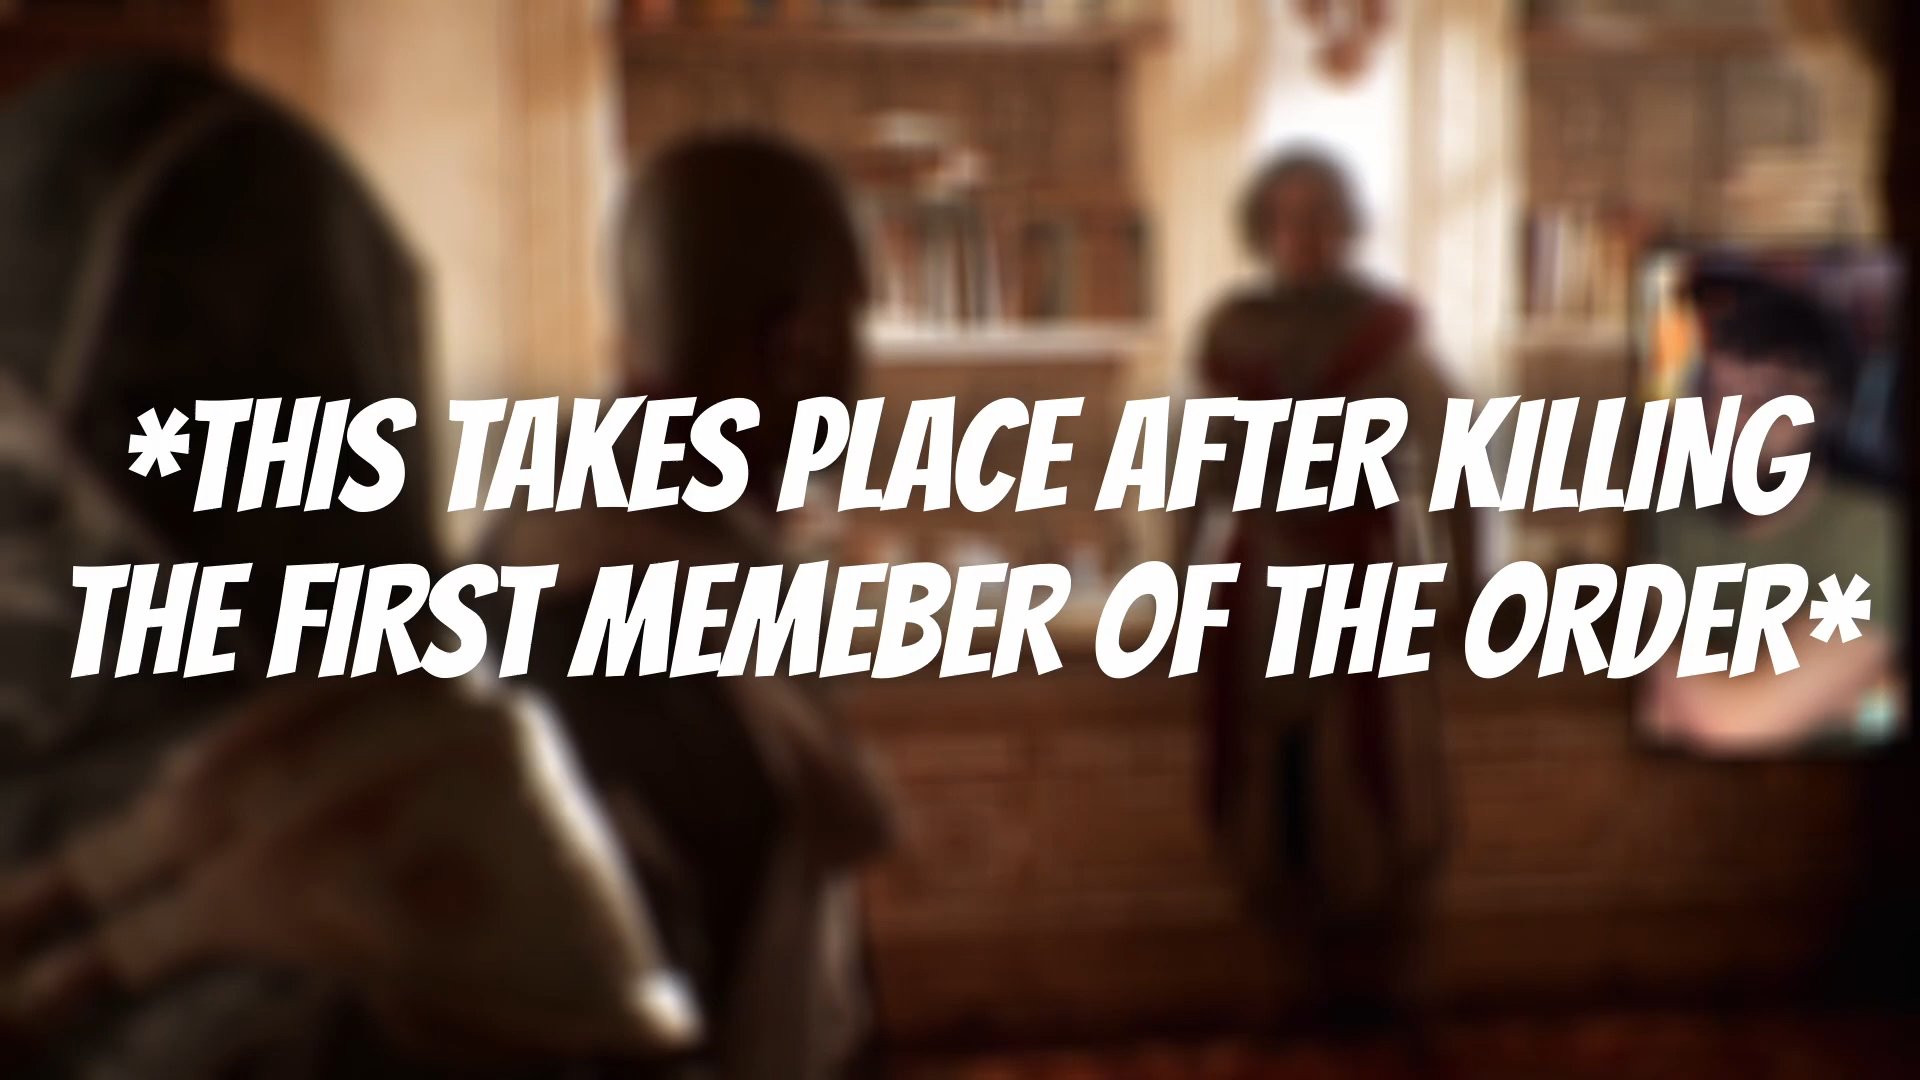 *THIS TAKES PLACE AFTER KILLING
THE FIRST MEMEBER OF THE ORDER*